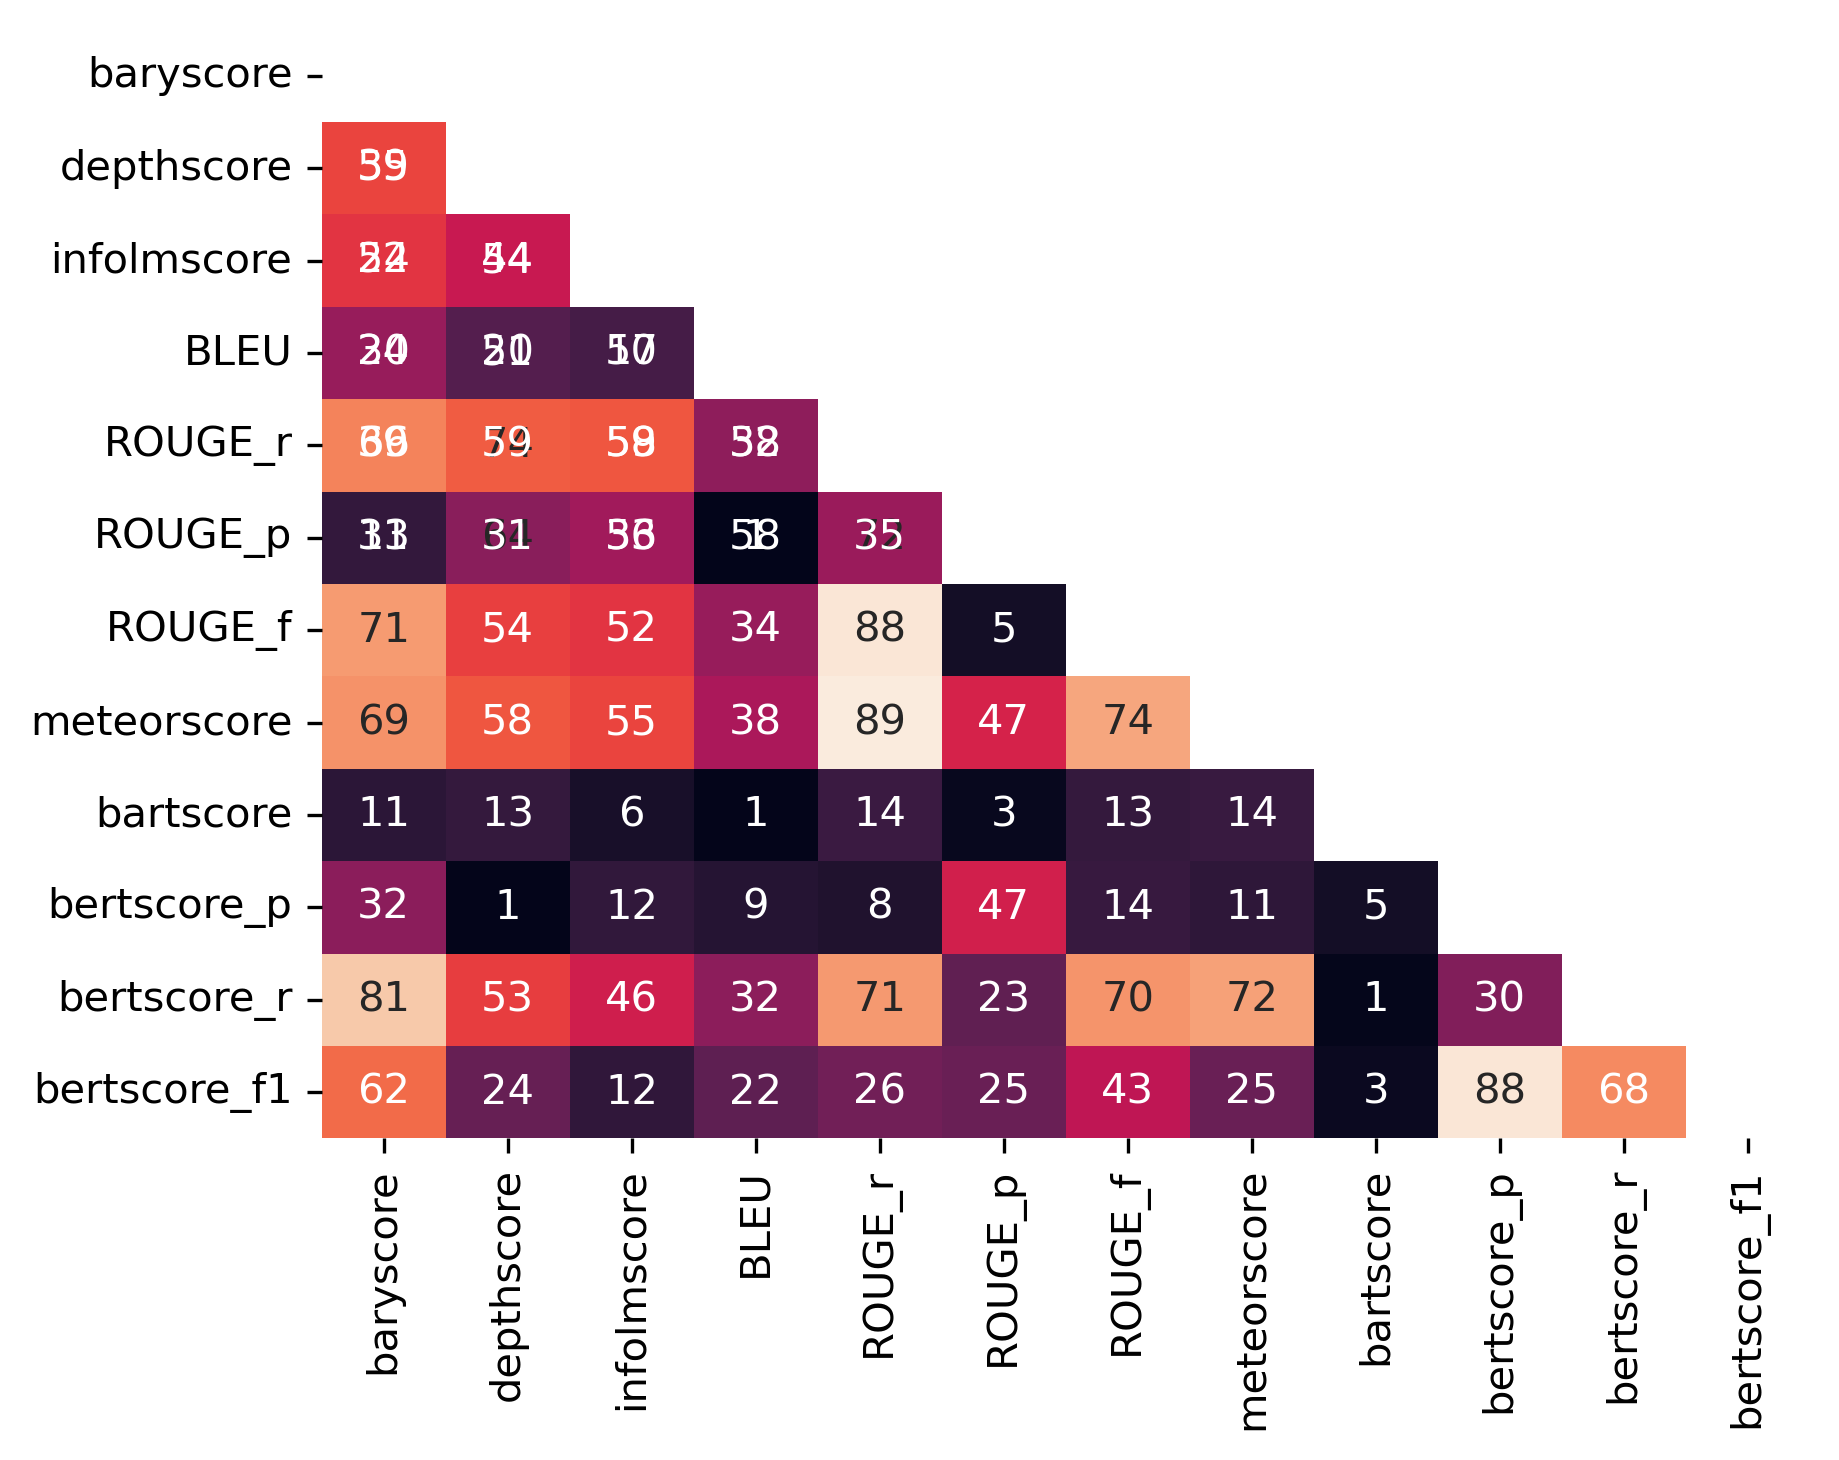 baryscore
depthscore
infolmscore
BLEU
ROUGE_r
ROUGE_p
ROUGE_f 71 54 52 34 88 5
meteorscore 69 58 55 38 89 47 74
bartscore 11 13 6 1 14 3 13 14
bertscore_p 32 1 12 9 8 47 14 11 5
bertscore_r 81 53 46 32 71 23 70 72 1 30
bertscore_f1 62 24 12 22 26 25 43 25 3 88 68
baryscore
depthscore
infolmscore
BLEU
ROUGE_r
ROUGE_p
ROUGE_f
meteorscore
bartscore
bertscore_p
bertscore_r
bertscore_f1